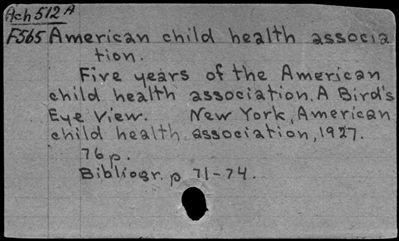 Ach 512 A
F565 American child health associa
tion.
Five years of the American
child health association. A Bird's
Eye View. New York, American
child health association, 1927.
76 p.
Bibliogr. p 71-74.